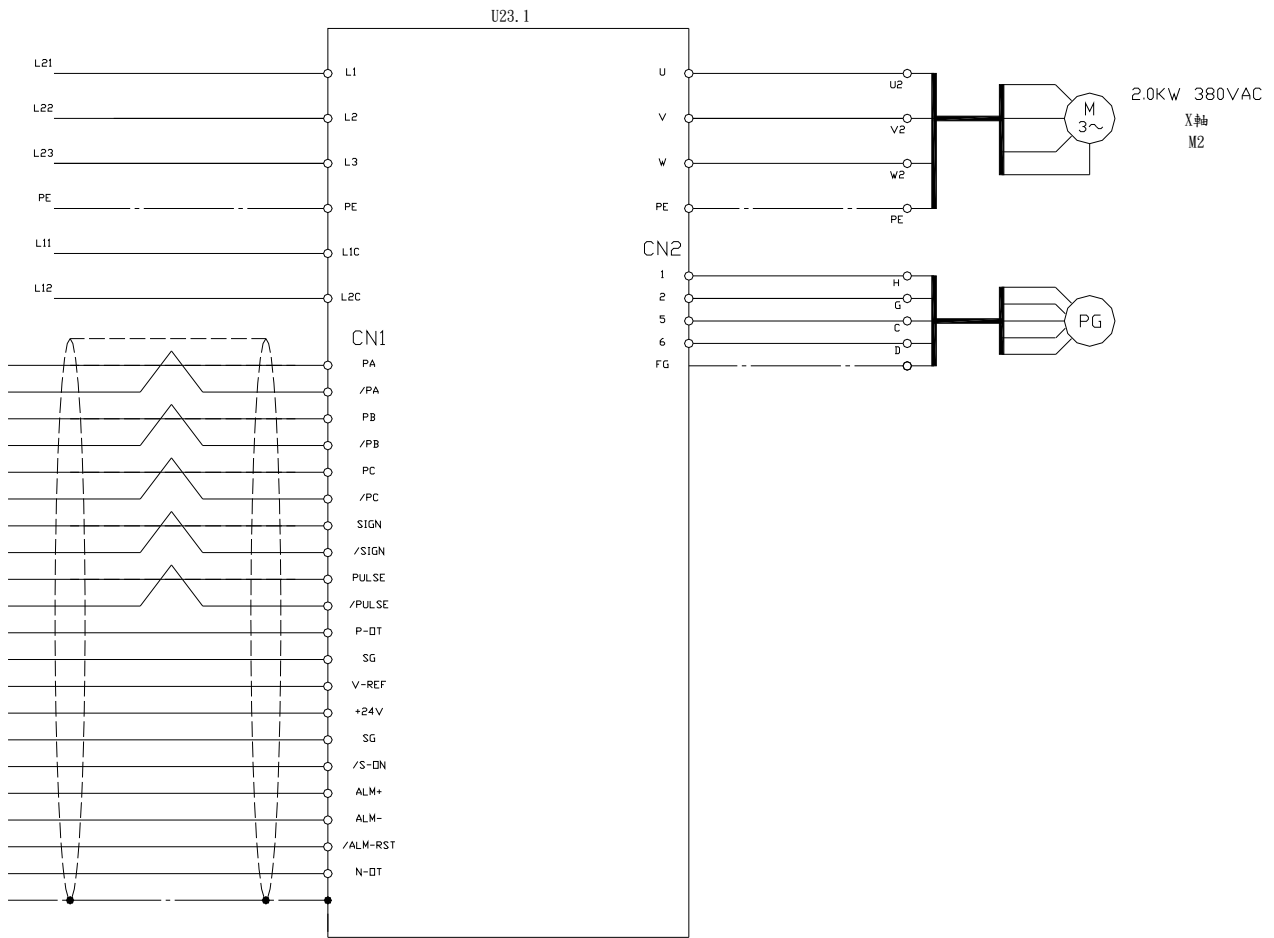 U23.1
L21 L1 U U2
L22 L2 V V2
L23 L3 W W2
PE PE PE PE
M
3~
2.0KW 380VAC
X軸
M2
L11 L1C
L12 L2C
CN2
1 H
2 G
5 C
6 D
FG
PG
CN1
PA
/PA
PB
/PB
PC
/PC
SIGN
/SIGN
PULSE
/PULSE
P-OT
SG
V-REF
+24V
SG
/S-ON
ALM+
ALM-
/ALM-RST
N-OT